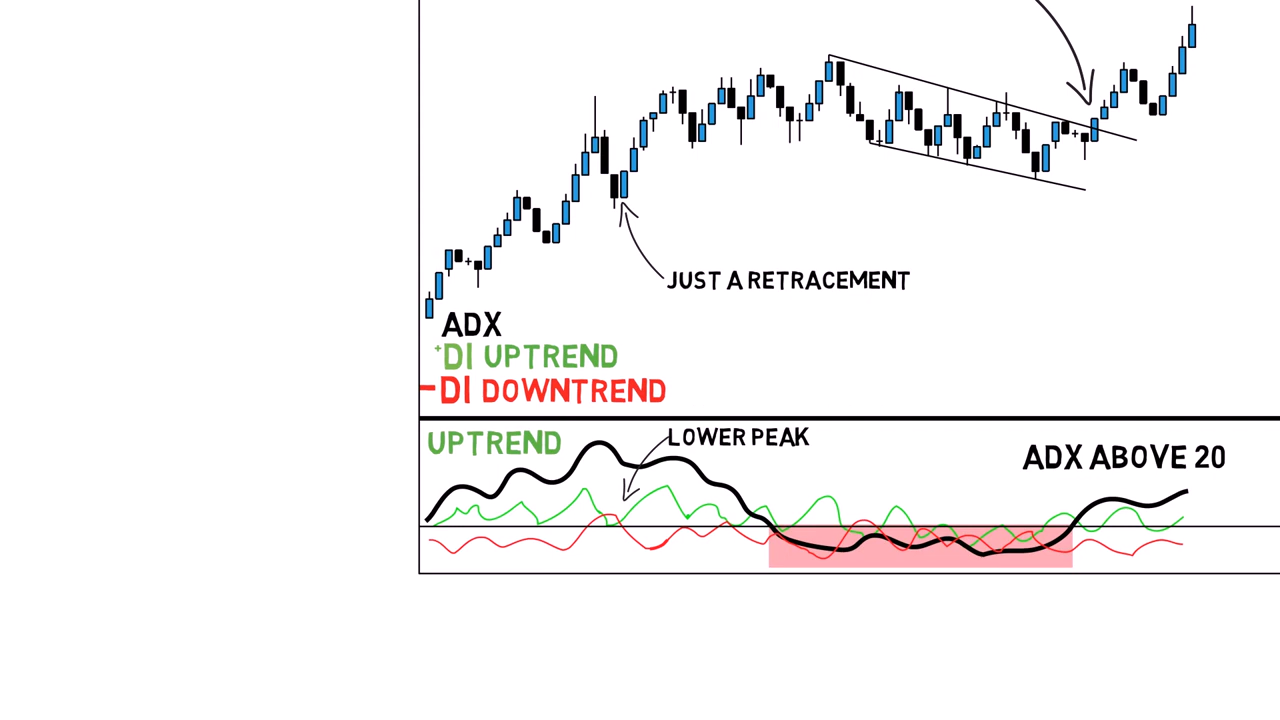 JUST A RETRACEMENT
ADX
+DI UPTREND
-DI DOWNTREND
UPTREND
LOWER PEAK
ADX ABOVE 20